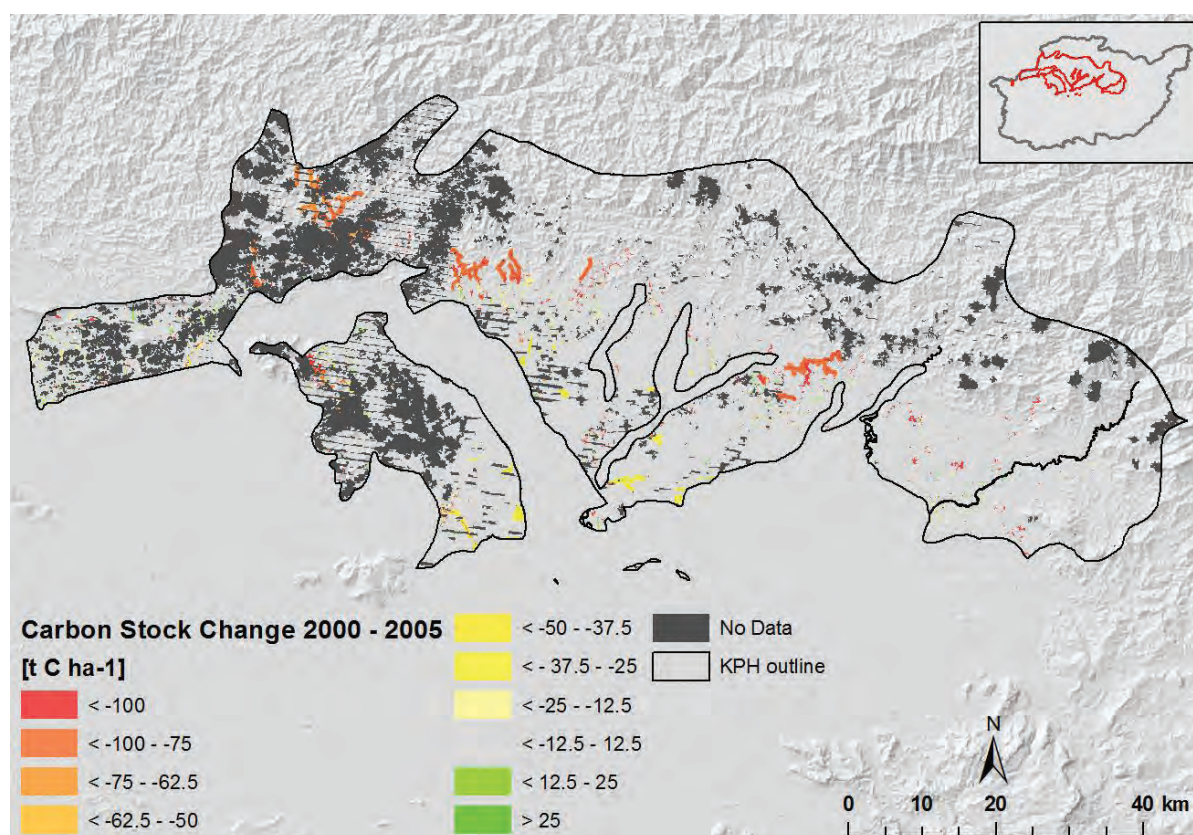 Carbon Stock Change 2000 - 2005
[t C ha-1]
< -100
< -100 - -75
< -75 - -62.5
< -62.5 - -50
< -50 - -37.5
< - 37.5 - -25
< -25 - -12.5
< -12.5 - 12.5
< 12.5 - 25
> 25
No Data
KPH outline
N
0 10 20 40 km